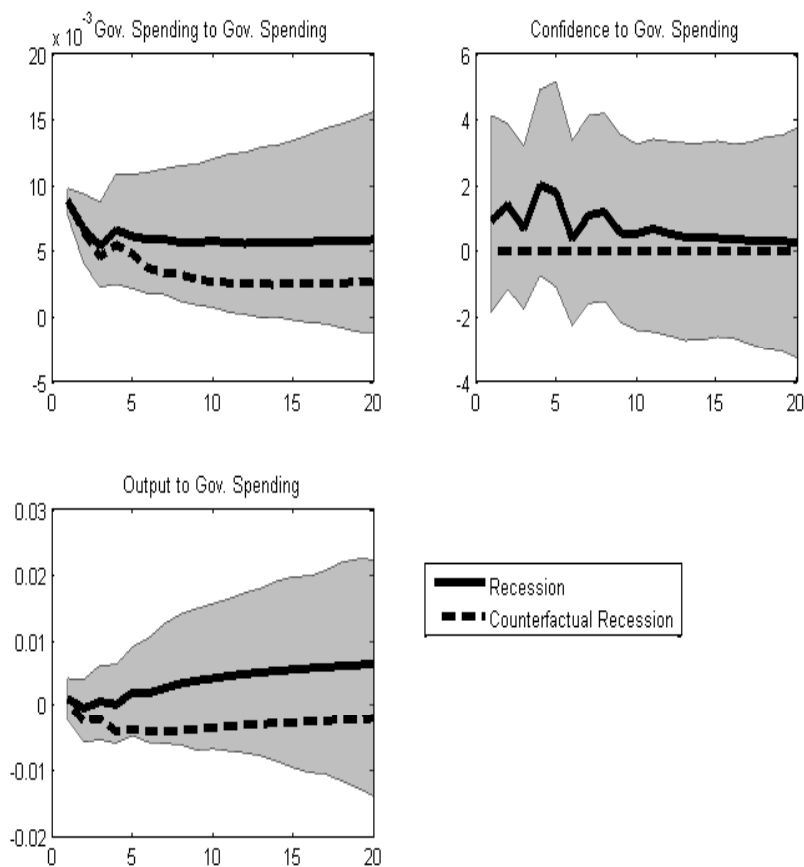 x 10⁻³ Gov. Spending to Gov. Spending
20
15
10
5
0
-5
0 5 10 15 20
Confidence to Gov. Spending
6
4
2
0
-2
-4
0 5 10 15 20
Output to Gov. Spending
0.03
0.02
0.01
0
-0.01
-0.02
0 5 10 15 20
Recession
Counterfactual Recession